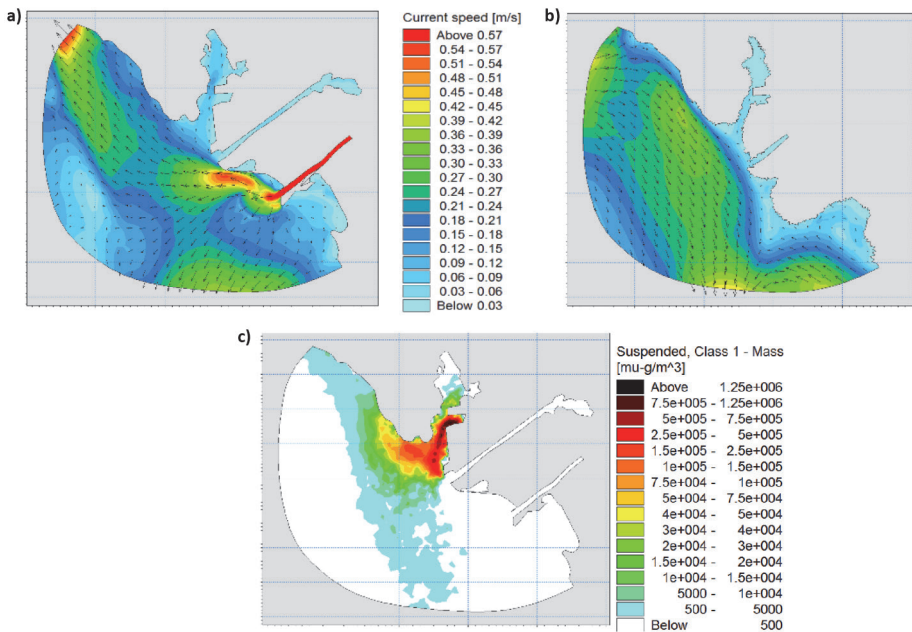 a)
Current speed [m/s]
Above 0.57
0.54 - 0.57
0.51 - 0.54
0.48 - 0.51
0.45 - 0.48
0.42 - 0.45
0.39 - 0.42
0.36 - 0.39
0.33 - 0.36
0.30 - 0.33
0.27 - 0.30
0.24 - 0.27
0.21 - 0.24
0.18 - 0.21
0.15 - 0.18
0.12 - 0.15
0.09 - 0.12
0.06 - 0.09
0.03 - 0.06
Below 0.03
b)
c)
Suspended, Class 1 - Mass
[mu-g/m^3]
Above 1.25e+006
7.5e+005 - 1.25e+006
5e+005 - 7.5e+005
2.5e+005 - 5e+005
1.5e+005 - 2.5e+005
1e+005 - 1.5e+005
7.5e+004 - 1e+005
5e+004 - 7.5e+004
4e+004 - 5e+004
3e+004 - 4e+004
2e+004 - 3e+004
1.5e+004 - 2e+004
1e+004 - 1.5e+004
5000 - 1e+004
500 - 5000
Below 500